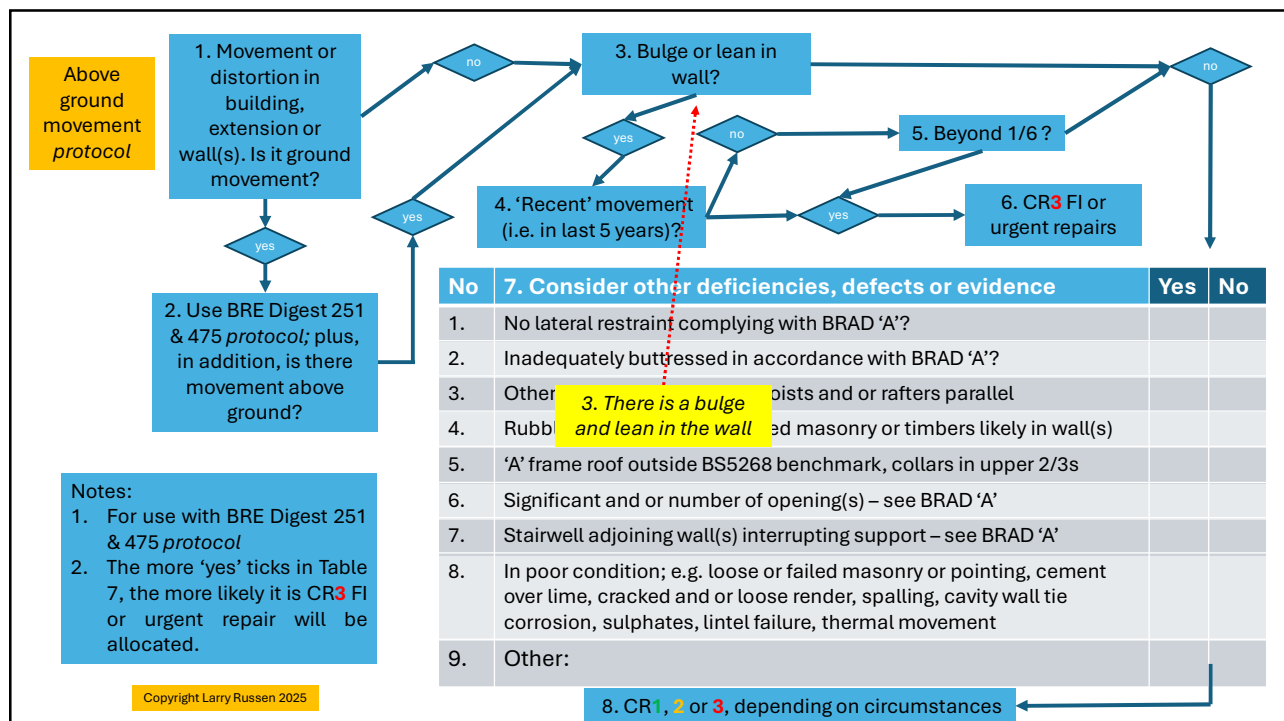 Above
ground
movement
protocol
1. Movement or
distortion in
building,
extension or
wall(s). Is it ground
movement?
no
3. Bulge or lean in
wall?
no
yes
no
5. Beyond 1/6 ?
4. ‘Recent’ movement
(i.e. in last 5 years)?
yes
6. CR3 FI or
urgent repairs
yes
yes
2. Use BRE Digest 251
& 475 protocol; plus,
in addition, is there
movement above
ground?
No 7. Consider other deficiencies, defects or evidence Yes No
1. No lateral restraint complying with BRAD ‘A’?
2. Inadequately buttressed in accordance with BRAD ‘A’?
3. Other oists and or rafters parallel
4. Rubbl ed masonry or timbers likely in wall(s)
3. There is a bulge
and lean in the wall
5. ‘A’ frame roof outside BS5268 benchmark, collars in upper 2/3s
6. Significant and or number of opening(s) – see BRAD ‘A’
7. Stairwell adjoining wall(s) interrupting support – see BRAD ‘A’
8. In poor condition; e.g. loose or failed masonry or pointing, cement
over lime, cracked and or loose render, spalling, cavity wall tie
corrosion, sulphates, lintel failure, thermal movement
9. Other:
Notes:
1. For use with BRE Digest 251
& 475 protocol
2. The more ‘yes’ ticks in Table
7, the more likely it is CR3 FI
or urgent repair will be
allocated.
Copyright Larry Russen 2025
8. CR1, 2 or 3, depending on circumstances